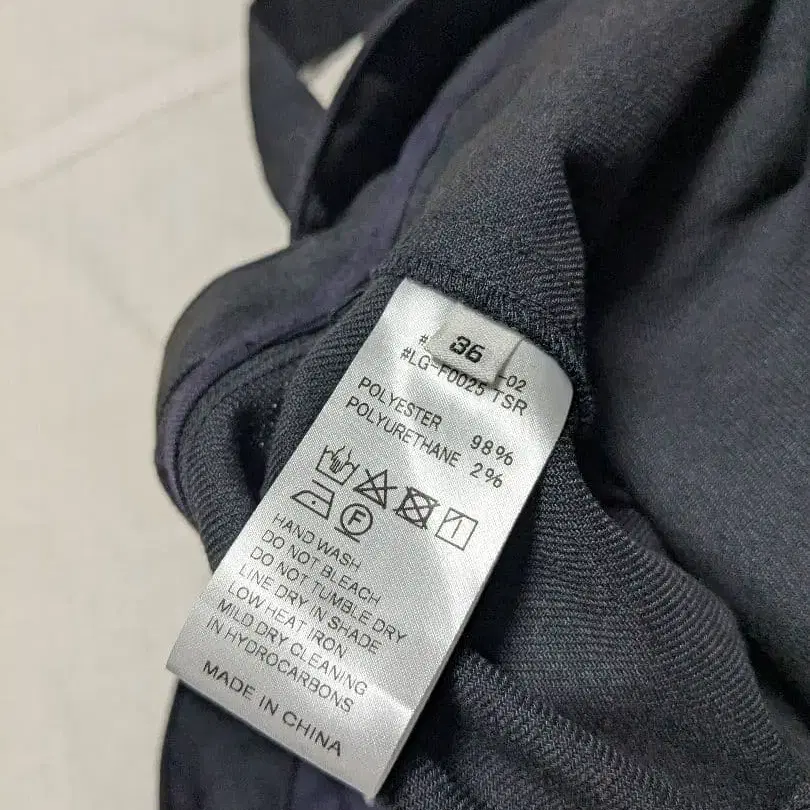 36
-02
#LG-F0025 TSR
POLYESTER 98%
POLYURETHANE 2%
F
HAND WASH
DO NOT BLEACH
DO NOT TUMBLE DRY
LINE DRY IN SHADE
LOW HEAT IRON
MILD DRY CLEANING
IN HYDROCARBONS
MADE IN CHINA